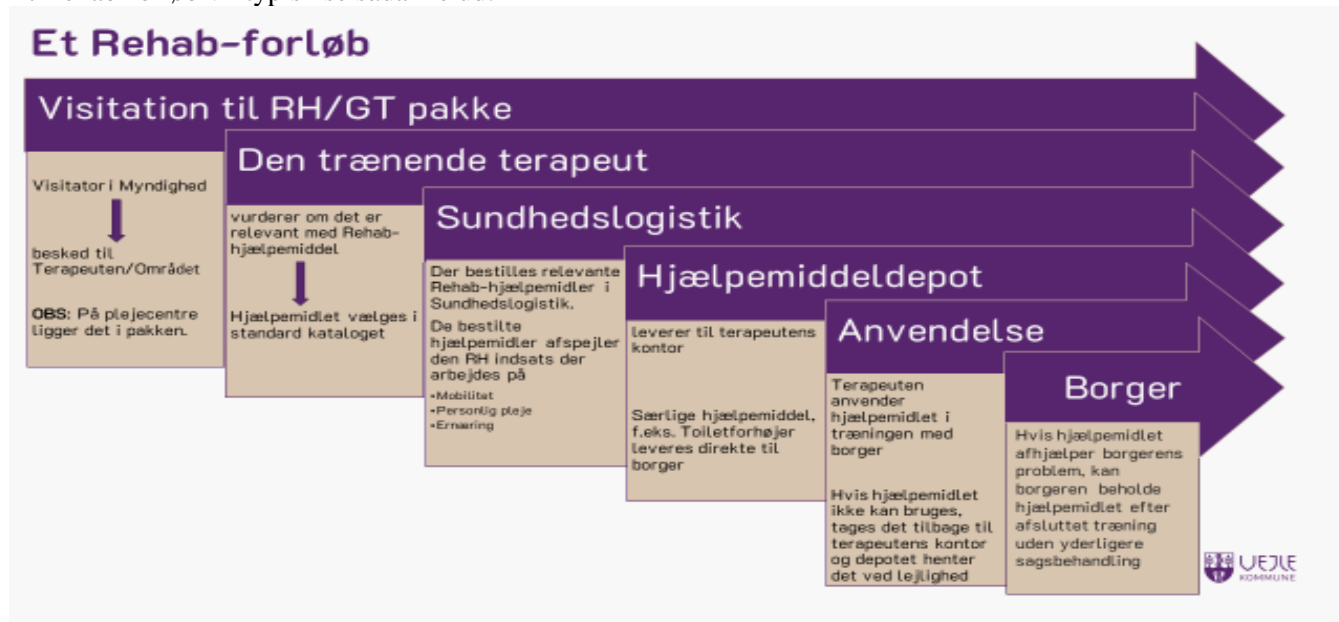 Et Rehab-forløb
Visitation til RH/GT pakke
Visitator i Myndighed
besked til
Terapeuten/Området
OBS: På plejecentre
ligger det i pakken.
Den trænende terapeut
vurderer om det er
relevant med Rehab-
hjælpemiddel
Hjælpemidlet vælges i
standard kataloget
Sundhedslogistik
Der bestilles relevante
Rehab-hjælpemidler i
Sundhedslogistik.
De bestilte
hjælpemidler afspejler
den RH indsats der
arbejdes på
•Mobilitet
•Personlig pleje
•Ernæring
Hjælpemiddeldepot
leverer til terapeutens
kontor
Særlige hjælpemiddel,
f.eks. Toiletforhøjer
leveres direkte til
borger
Anvendelse
Terapeuten
anvender
hjælpemidlet i
træningen med
borger
Hvis hjælpemidlet
ikke kan bruges,
tages det tilbage til
terapeutens kontor
og depotet henter
det ved lejlighed
Borger
Hvis hjælpemidlet
afhjælper borgerens
problem, kan
borgeren beholde
hjælpemidlet efter
afsluttet træning
uden yderligere
sagsbehandling
VEJLE
KOMMUNE